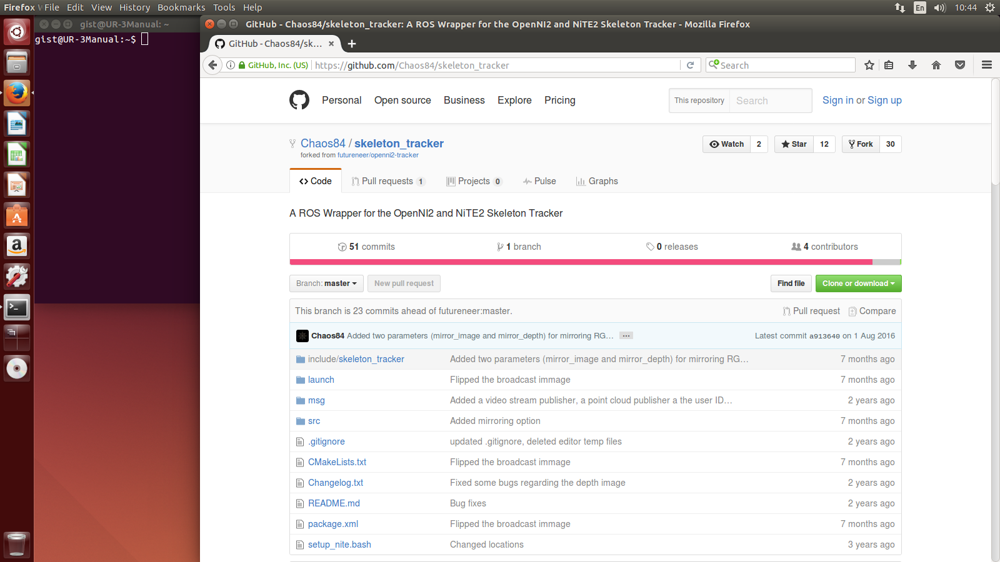 Firefox W File Edit View History Bookmarks Tools Help En 10:44
gist@UR-3Manual: ~
GitHub - Chaos84/skeleton_tracker: A ROS Wrapper for the OpenNI2 and NiTE2 Skeleton Tracker - Mozilla Firefox
gist@UR-3Manual:~$
GitHub - Chaos84/sk...
GitHub, Inc. (US) https://github.com/Chaos84/skeleton_tracker Search
Personal Open source Business Explore Pricing This repository Search Sign in or Sign up
Chaos84 / skeleton_tracker Watch 2 Star 12 Fork 30
forked from futureneer/openni2-tracker
Code Pull requests 1 Projects 0 Pulse Graphs
A ROS Wrapper for the OpenNI2 and NiTE2 Skeleton Tracker
51 commits 1 branch 0 releases 4 contributors
Branch: master New pull request Find file Clone or download
This branch is 23 commits ahead of futureneer:master. Pull request Compare
Chaos84 Added two parameters (mirror_image and mirror_depth) for mirroring RG… … Latest commit a913640 on 1 Aug 2016
include/skeleton_tracker Added two parameters (mirror_image and mirror_depth) for mirroring RG… 7 months ago
launch Flipped the broadcast immage 7 months ago
msg Added a video stream publisher, a point cloud publisher a the user ID… 2 years ago
src Added mirroring option 7 months ago
.gitignore updated .gitignore, deleted editor temp files 2 years ago
CMakeLists.txt Flipped the broadcast immage 7 months ago
Changelog.txt Fixed some bugs regarding the depth image 2 years ago
README.md Bug fixes 2 years ago
package.xml Flipped the broadcast immage 7 months ago
setup_nite.bash Changed locations 3 years ago